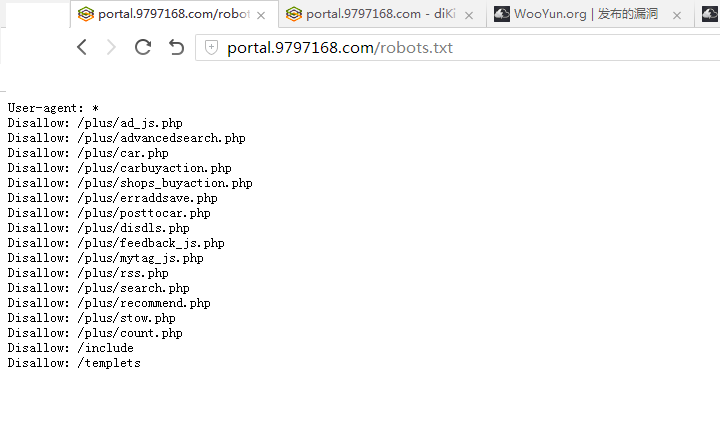 portal.9797168.com/robot
portal.9797168.com - diKi
WooYun.org | 发布的漏洞
portal.9797168.com/robots.txt
User-agent: *
Disallow: /plus/ad_js.php
Disallow: /plus/advancedsearch.php
Disallow: /plus/car.php
Disallow: /plus/carbuyaction.php
Disallow: /plus/shops_buyaction.php
Disallow: /plus/erraddsave.php
Disallow: /plus/posttocar.php
Disallow: /plus/disdls.php
Disallow: /plus/feedback_js.php
Disallow: /plus/mytag_js.php
Disallow: /plus/rss.php
Disallow: /plus/search.php
Disallow: /plus/recommend.php
Disallow: /plus/stow.php
Disallow: /plus/count.php
Disallow: /include
Disallow: /templets